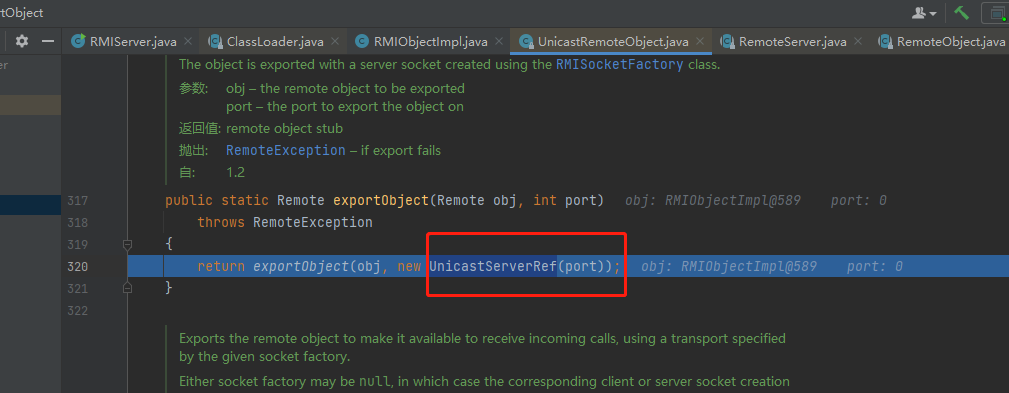 rtObject
RMIServer.java
ClassLoader.java
RMIObjectImpl.java
UnicastRemoteObject.java
RemoteServer.java
RemoteObject.java
er
The object is exported with a server socket created using the RMISocketFactory class.
参数: obj – the remote object to be exported
port – the port to export the object on
返回值: remote object stub
抛出: RemoteException – if export fails
自: 1.2
317 public static Remote exportObject(Remote obj, int port) obj: RMIObjectImpl@589 port: 0
318 throws RemoteException
319 {
320 return exportObject(obj, new UnicastServerRef(port)); obj: RMIObjectImpl@589 port: 0
321 }
322
Exports the remote object to make it available to receive incoming calls, using a transport specified
by the given socket factory.
Either socket factory may be null, in which case the corresponding client or server socket creation